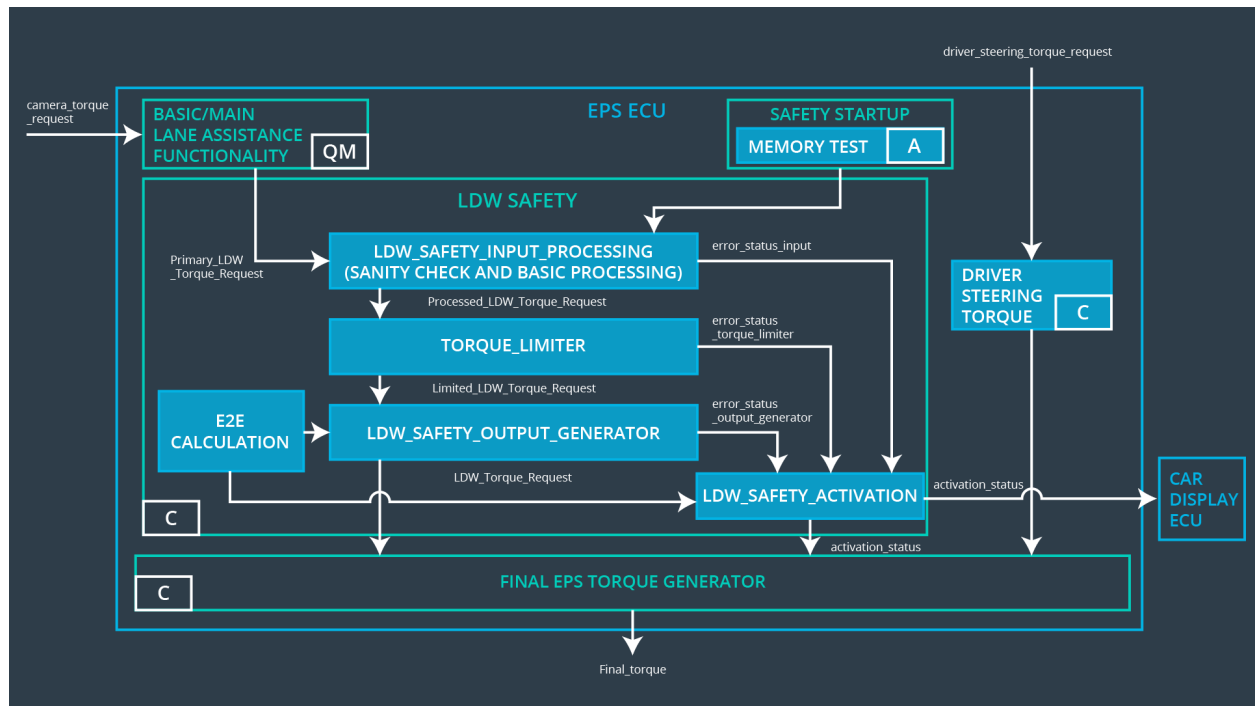 driver_steering_torque_request
camera_torque
_request
EPS ECU
BASIC/MAIN
LANE ASSISTANCE
FUNCTIONALITY
QM
SAFETY STARTUP
MEMORY TEST
A
LDW SAFETY
Primary_LDW
_Torque_Request
LDW_SAFETY_INPUT_PROCESSING
(SANITY CHECK AND BASIC PROCESSING)
error_status_input
DRIVER
STEERING
TORQUE
C
Processed_LDW_Torque_Request
TORQUE_LIMITER
error_status
_torque_limiter
Limited_LDW_Torque_Request
E2E
CALCULATION
LDW_SAFETY_OUTPUT_GENERATOR
error_status
_output_generator
LDW_Torque_Request
LDW_SAFETY_ACTIVATION
activation_status
CAR
DISPLAY
ECU
C
activation_status
FINAL EPS TORQUE GENERATOR
C
Final_torque